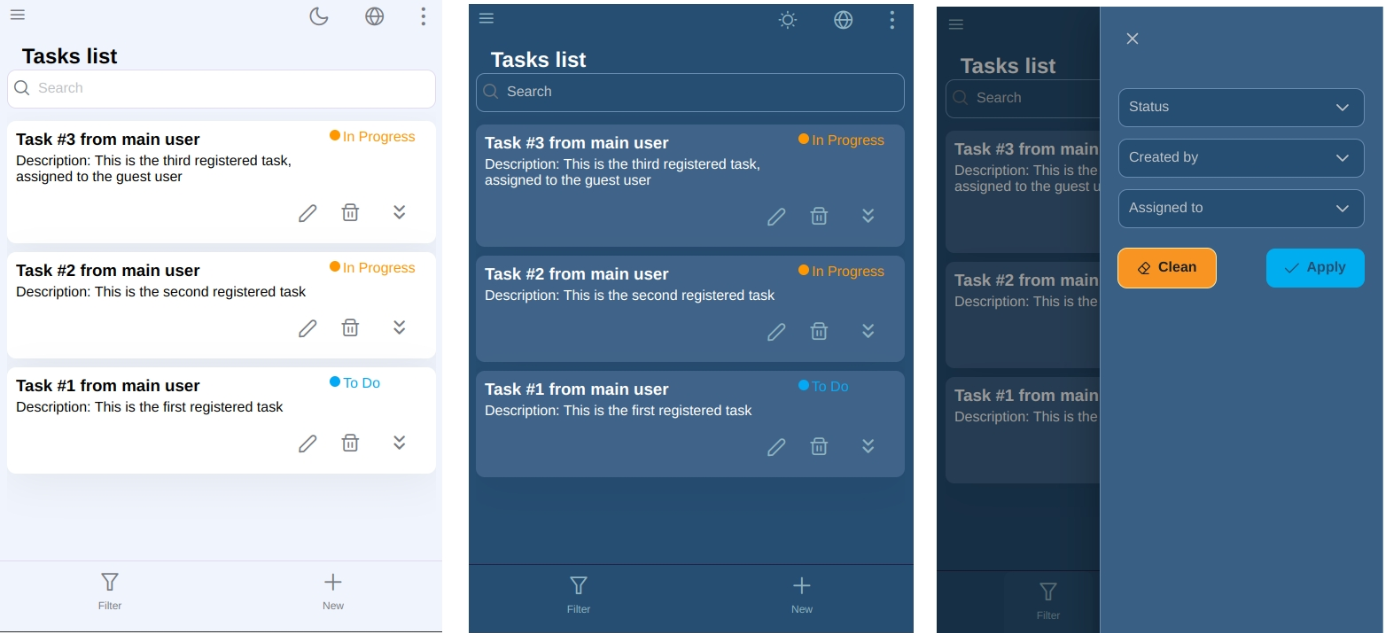 Tasks list
Search
Task #3 from main user
In Progress
Description: This is the third registered task,
assigned to the guest user
Task #2 from main user
In Progress
Description: This is the second registered task
Task #1 from main user
To Do
Description: This is the first registered task
Filter
New
Tasks list
Search
Task #3 from main user
In Progress
Description: This is the third registered task,
assigned to the guest user
Task #2 from main user
In Progress
Description: This is the second registered task
Task #1 from main user
To Do
Description: This is the first registered task
Filter
New
Tasks list
Search
Task #3 from main
Description: This is the
assigned to the guest u
Task #2 from main
Description: This is the
Task #1 from main
Description: This is the
Filter
Status
Created by
Assigned to
Clean
Apply